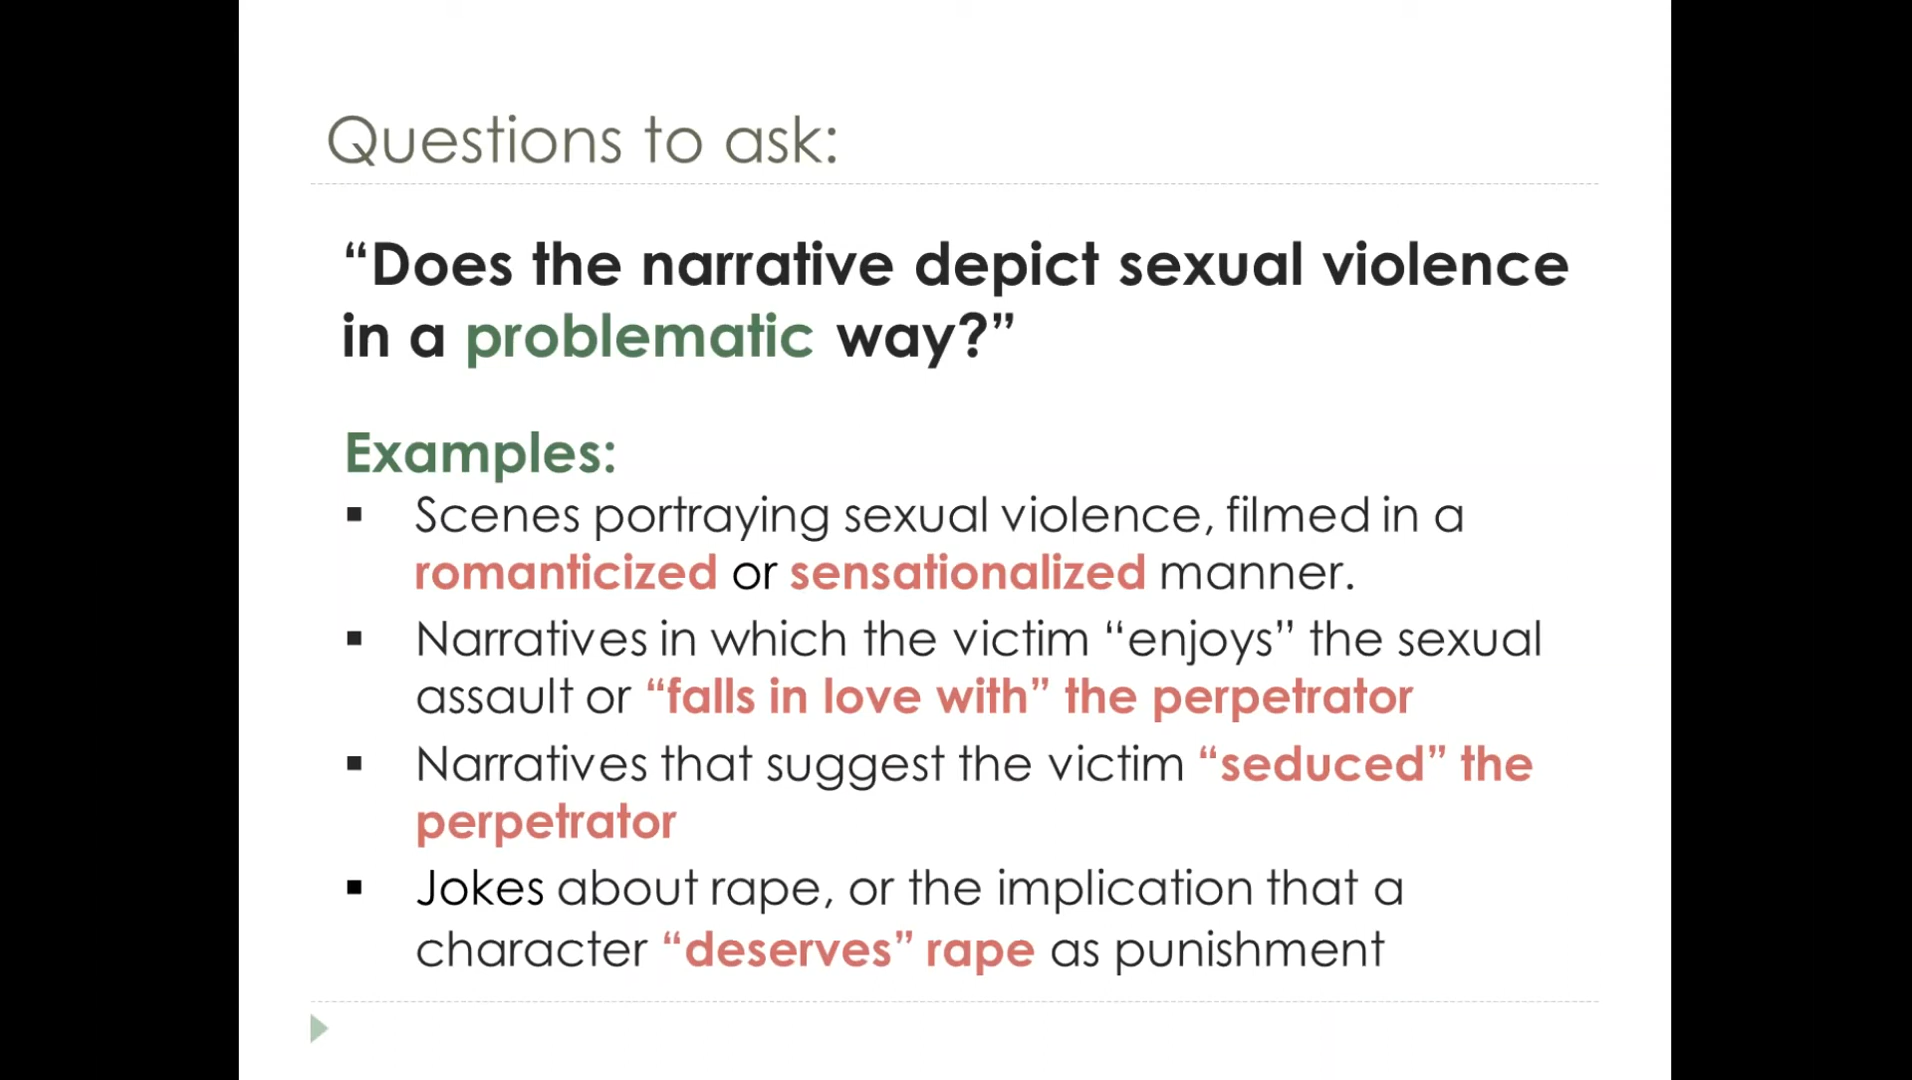 Questions to ask:
“Does the narrative depict sexual violence
in a problematic way?”
Examples:
▪ Scenes portraying sexual violence, filmed in a
romanticized or sensationalized manner.
▪ Narratives in which the victim “enjoys” the sexual
assault or “falls in love with” the perpetrator
▪ Narratives that suggest the victim “seduced” the
perpetrator
▪ Jokes about rape, or the implication that a
character “deserves” rape as punishment